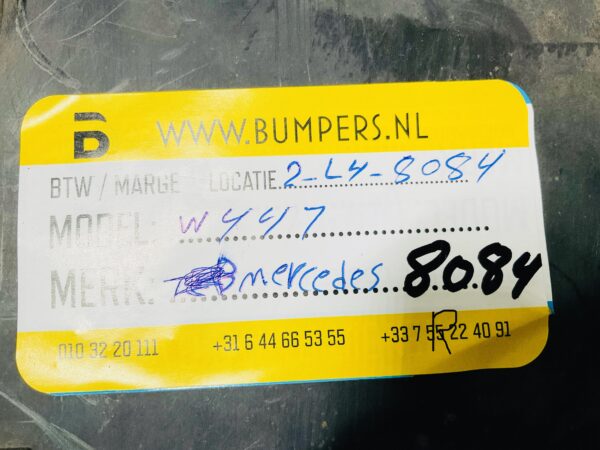 WWW.BUMPERS.NL
BTW / MARGE LOCATIE. 2-L4-8084
MODEL: W447
MERK: mercedes 8084
010 32 20 111 +31 6 44 66 53 55 +33 7 55 22 40 91
R